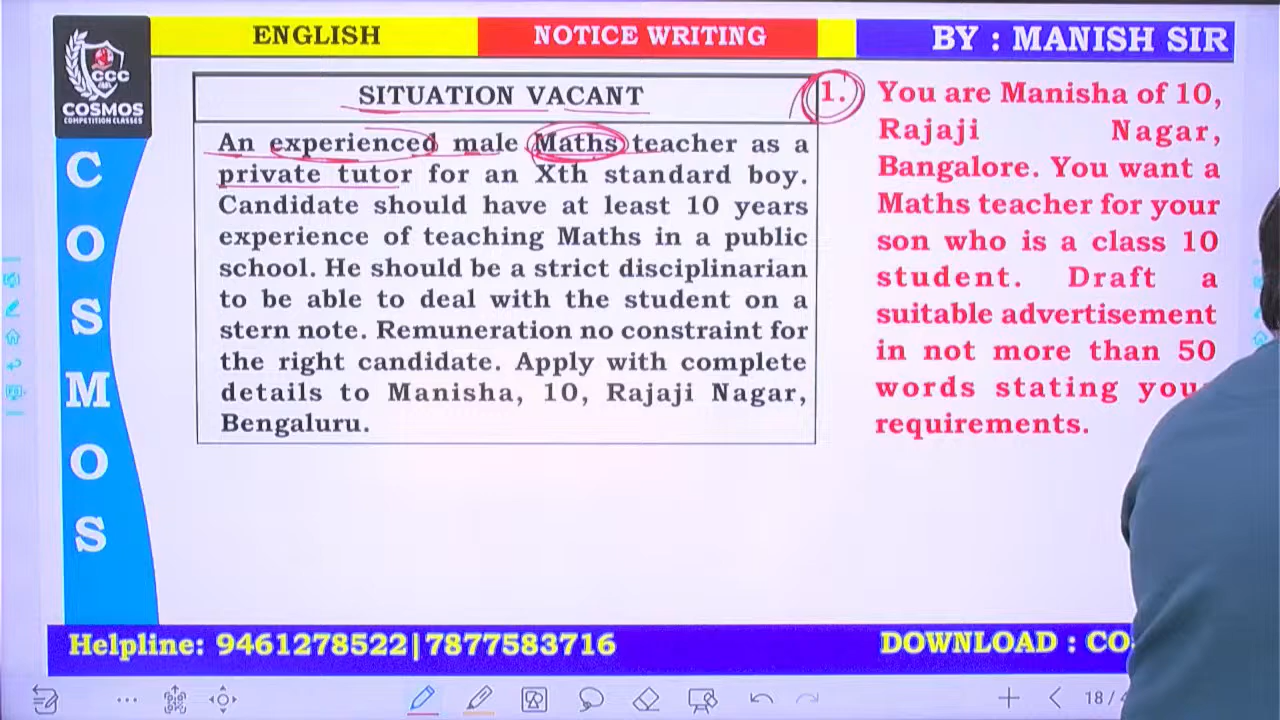 ENGLISH
NOTICE WRITING
BY : MANISH SIR
CCC
COSMOS
COMPETITION CLASSES
SITUATION VACANT
An experienced male Maths teacher as a
private tutor for an Xth standard boy.
Candidate should have at least 10 years
experience of teaching Maths in a public
school. He should be a strict disciplinarian
to be able to deal with the student on a
stern note. Remuneration no constraint for
the right candidate. Apply with complete
details to Manisha, 10, Rajaji Nagar,
Bengaluru.
1.
You are Manisha of 10,
Rajaji Nagar,
Bangalore. You want a
Maths teacher for your
son who is a class 10
student. Draft a
suitable advertisement
in not more than 50
words stating
requirements.
C
O
S
M
O
S
Helpline: 9461278522|7877583716
DOWNLOAD :
18 /